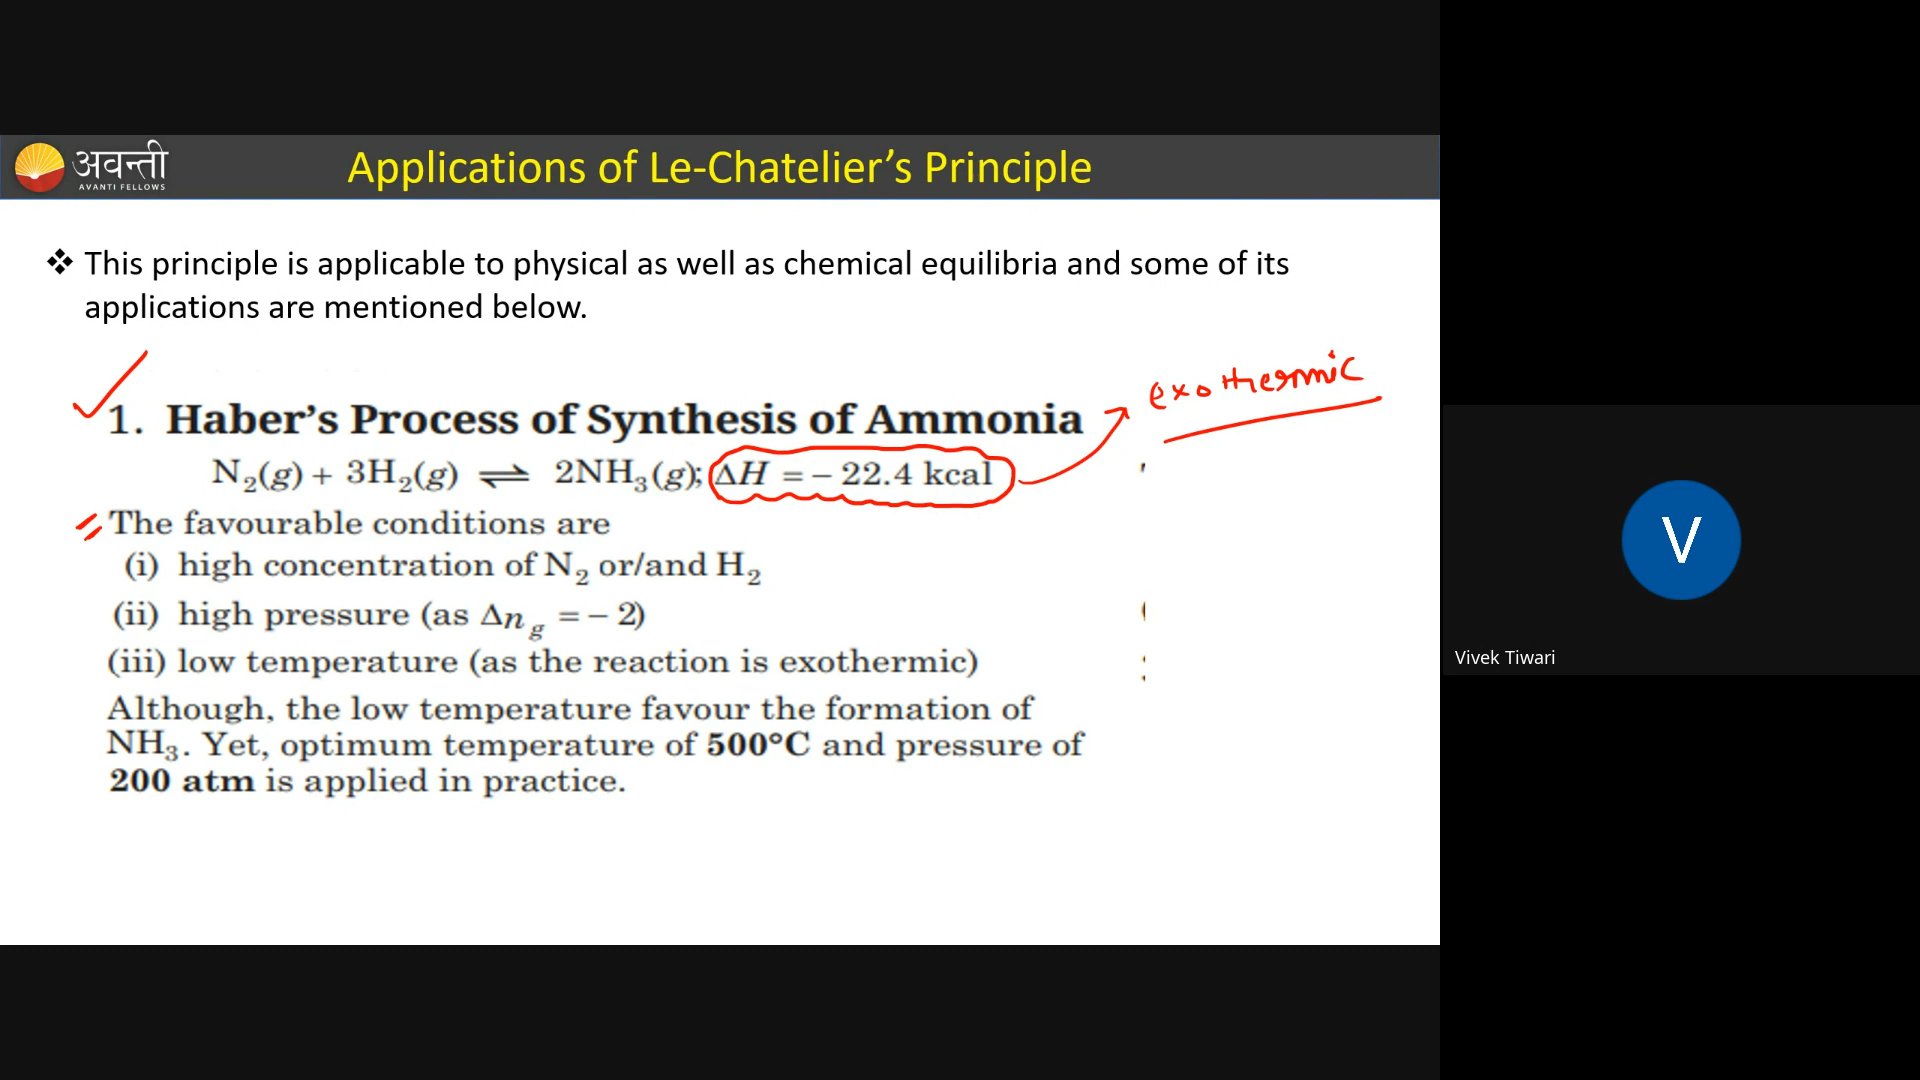 अवन्ती
AVANTI FELLOWS
Applications of Le-Chatelier’s Principle
❖ This principle is applicable to physical as well as chemical equilibria and some of its
applications are mentioned below.
exothermic
1. Haber’s Process of Synthesis of Ammonia
N₂(g) + 3H₂(g) ⇌ 2NH₃(g); ΔH = – 22.4 kcal
The favourable conditions are
(i) high concentration of N₂ or/and H₂
(ii) high pressure (as Δn_g = – 2)
(iii) low temperature (as the reaction is exothermic)
Although, the low temperature favour the formation of
NH₃. Yet, optimum temperature of 500°C and pressure of
200 atm is applied in practice.
V
Vivek Tiwari